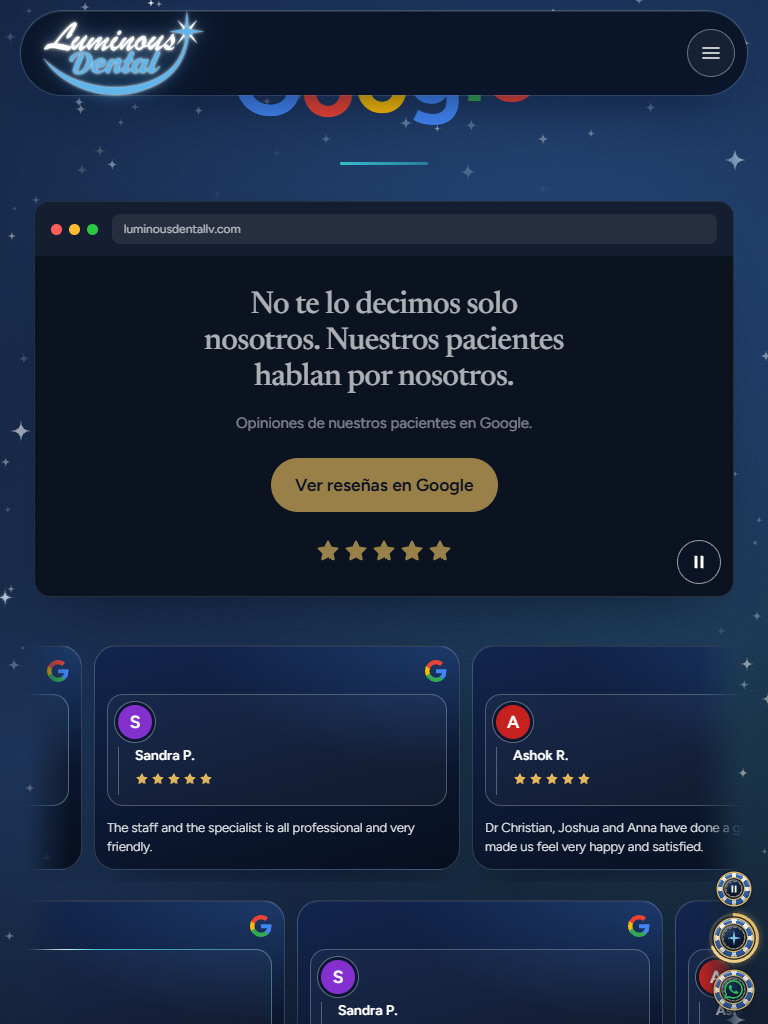 Luminous
Dental
Google
luminousdentallv.com
No te lo decimos solo
nosotros. Nuestros pacientes
hablan por nosotros.
Opiniones de nuestros pacientes en Google.
Ver reseñas en Google
S
Sandra P.
The staff and the specialist is all professional and very
friendly.
A
Ashok R.
Dr Christian, Joshua and Anna have done a
made us feel very happy and satisfied.
S
Sandra P.
A